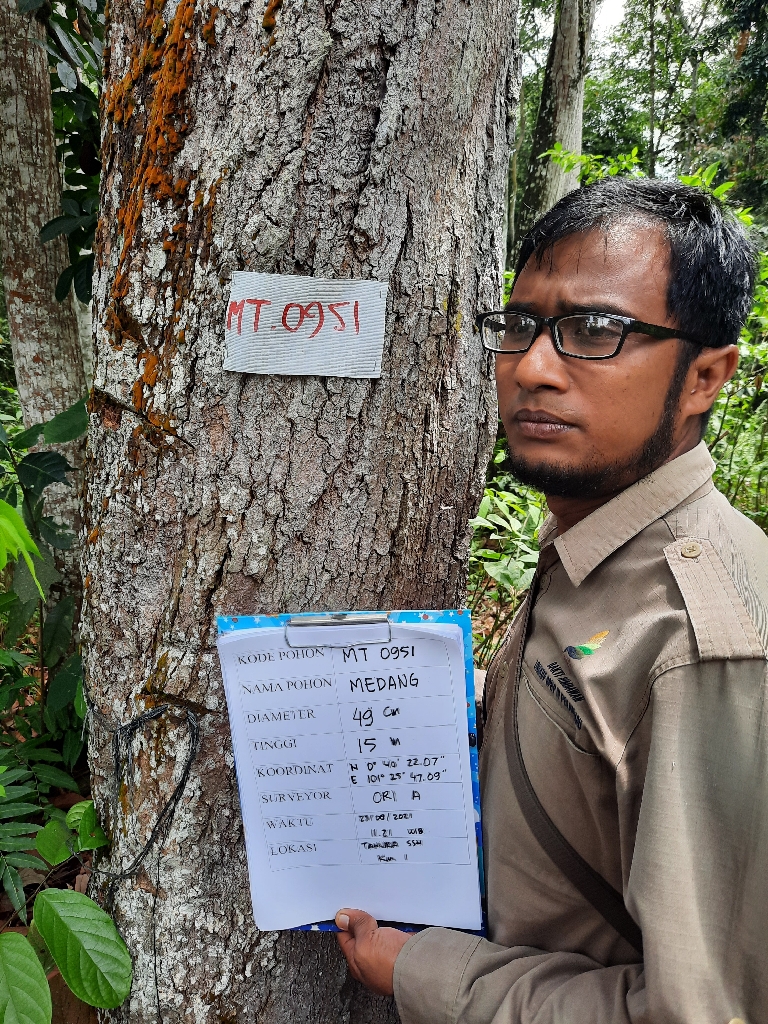 MT.0951
KODE POHON MT 0951
NAMA POHON MEDANG
DIAMETER 49 Cm
TINGGI 15 m
KOORDINAT N 0° 40' 22.07"
E 101° 25' 47.09"
SURVEYOR ORI A
WAKTU 23/08/2021
11.21 WIB
LOKASI TAHURA SSH
Km 11